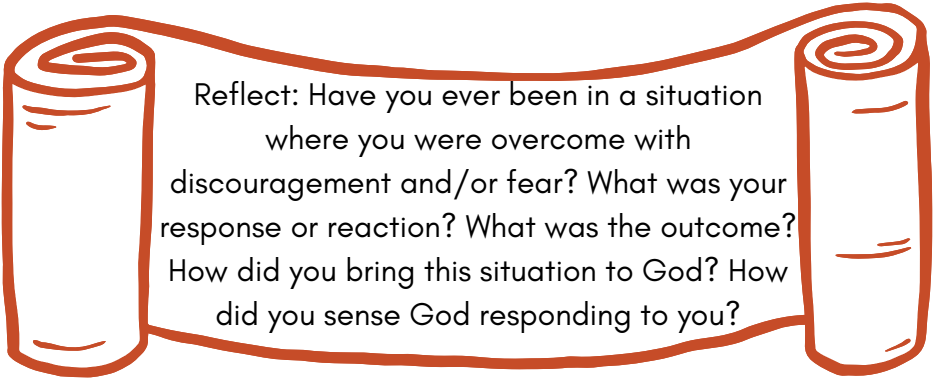 Reflect: Have you ever been in a situation
where you were overcome with
discouragement and/or fear? What was your
response or reaction? What was the outcome?
How did you bring this situation to God? How
did you sense God responding to you?